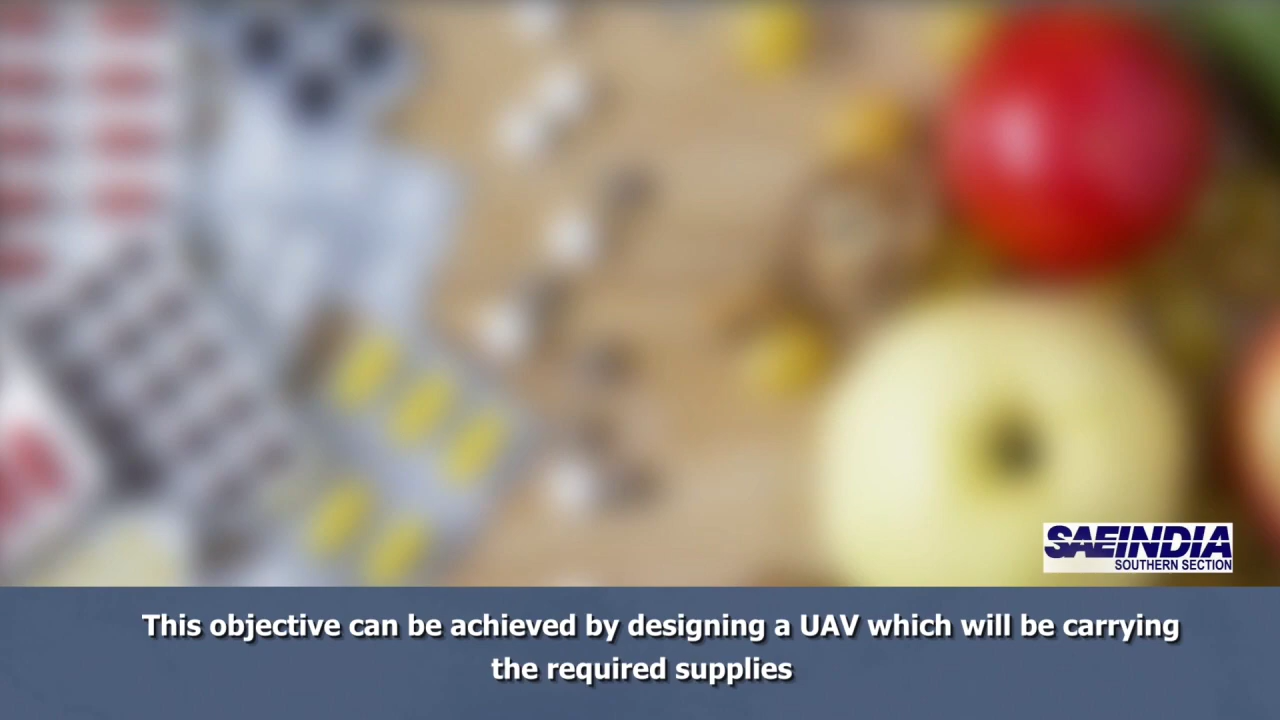 SAEINDIA
SOUTHERN SECTION
This objective can be achieved by designing a UAV which will be carrying
the required supplies